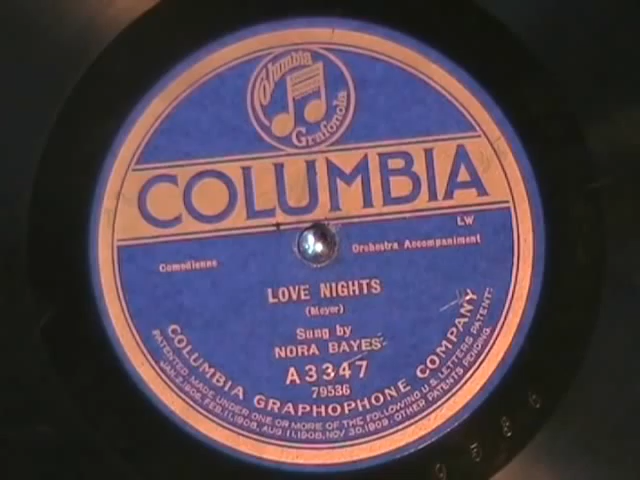 Columbia
Grafonola
COLUMBIA
LW
Comedienne
Orchestra Accompaniment
LOVE NIGHTS
(Meyer)
Sung by
NORA BAYES
A3347
79536
COLUMBIA GRAPHOPHONE COMPANY
PATENTED, MADE UNDER ONE OR MORE OF THE FOLLOWING U.S. LETTERS PATENT:
JAN.2,1906, FEB.11,1908, AUG.11,1908, NOV.30,1909. OTHER PATENTS PENDING.